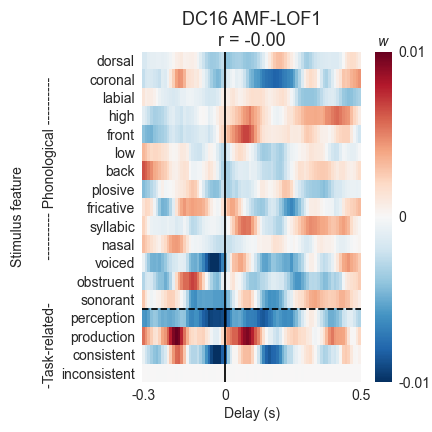 DC16 AMF-LOF1
r = -0.00
w
0.01
0
-0.01
Stimulus feature
---------- Phonological ----------
-Task-related-
dorsal
coronal
labial
high
front
low
back
plosive
fricative
syllabic
nasal
voiced
obstruent
sonorant
perception
production
consistent
inconsistent
-0.3
0
0.5
Delay (s)